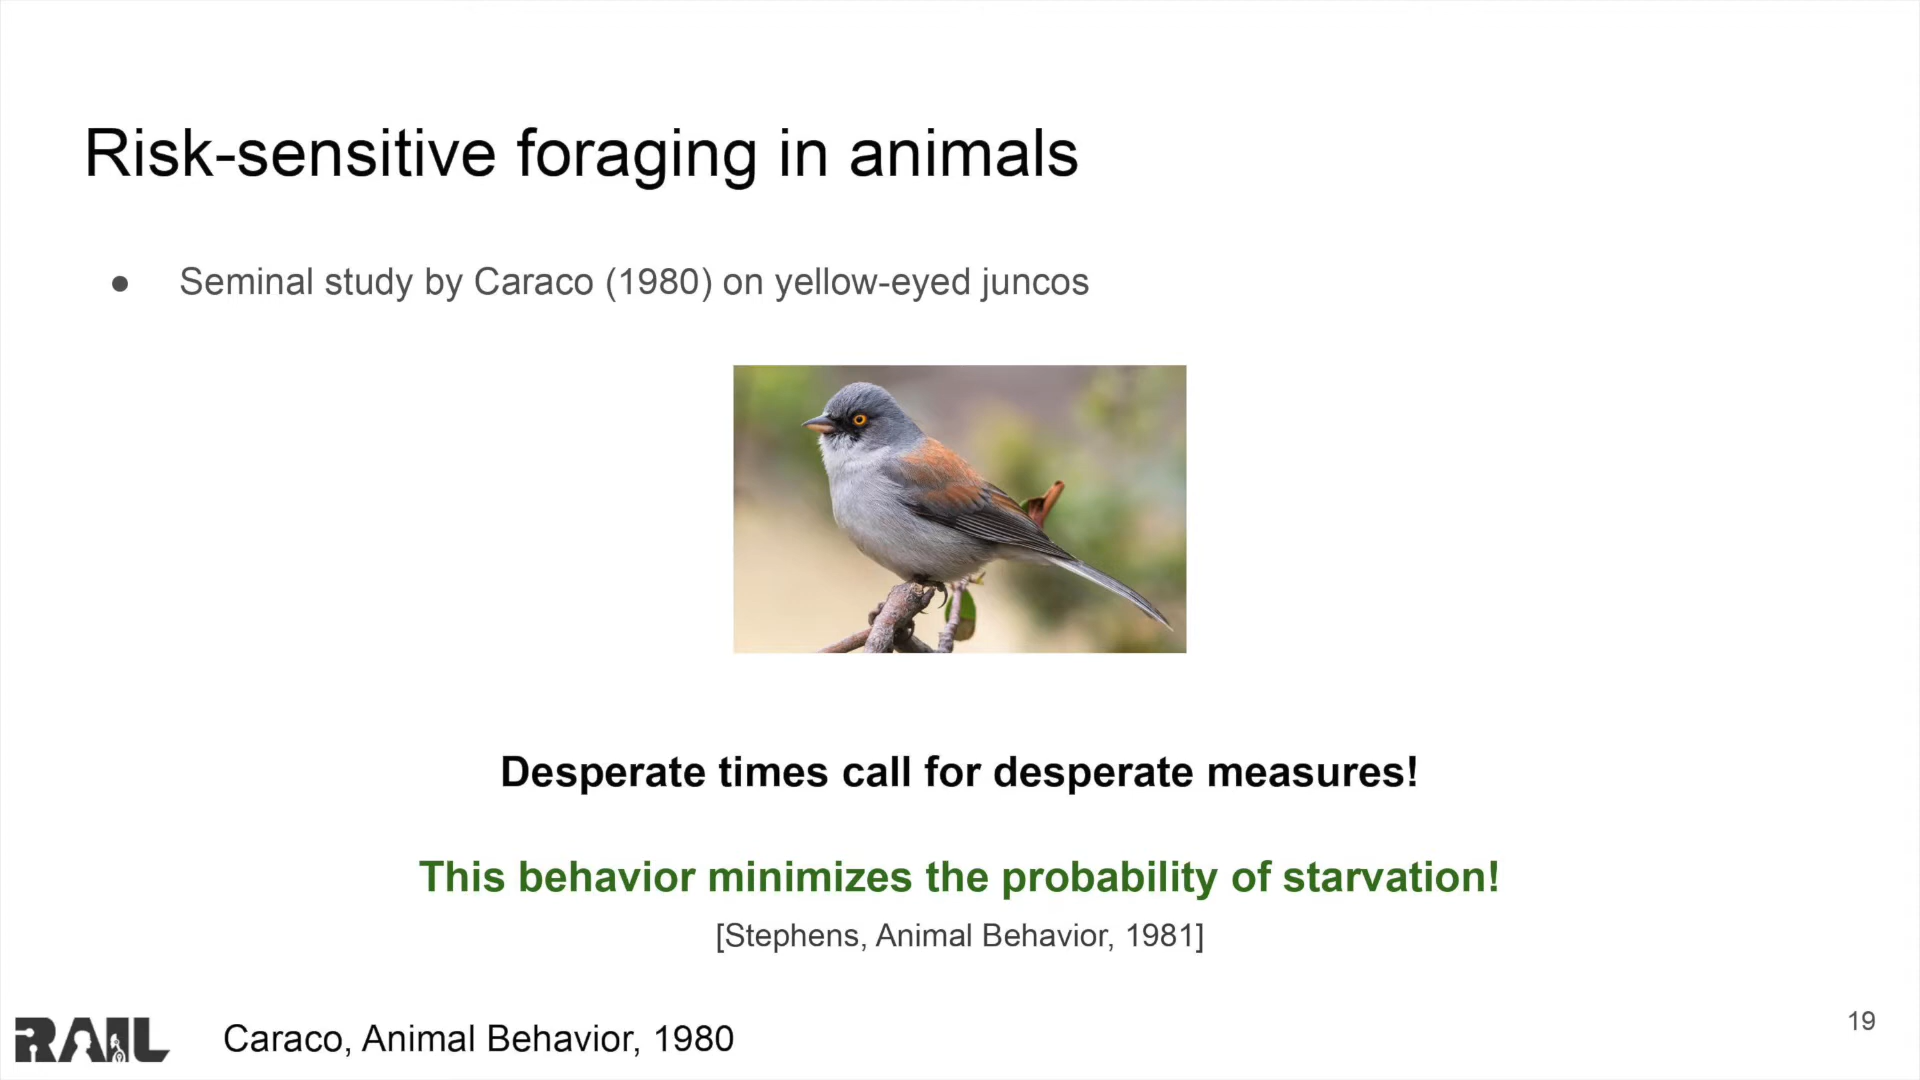 Risk-sensitive foraging in animals
● Seminal study by Caraco (1980) on yellow-eyed juncos
Desperate times call for desperate measures!
This behavior minimizes the probability of starvation!
[Stephens, Animal Behavior, 1981]
RAIL
Caraco, Animal Behavior, 1980
19